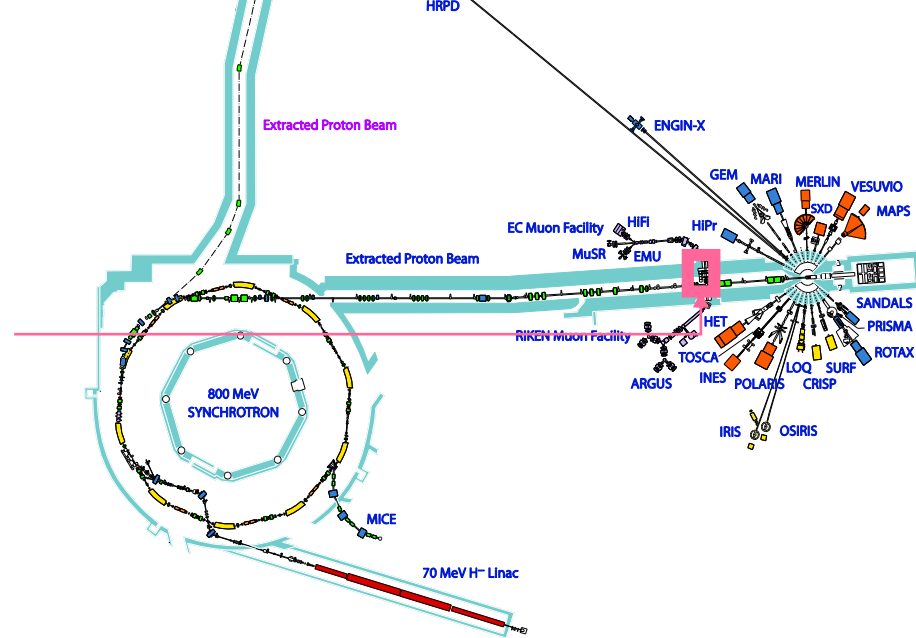 HRPD
Extracted Proton Beam
ENGIN-X
GEM
MARI
MERLIN
VESUVIO
SXD
MAPS
EC Muon Facility
HiFi
HiPr
MuSR
EMU
Extracted Proton Beam
SANDALS
HET
PRISMA
RIKEN Muon Facility
TOSCA
ROTAX
ARGUS
INES
POLARIS
LOQ
SURF
CRISP
800 MeV
SYNCHROTRON
IRIS
OSIRIS
MICE
70 MeV H⁻ Linac